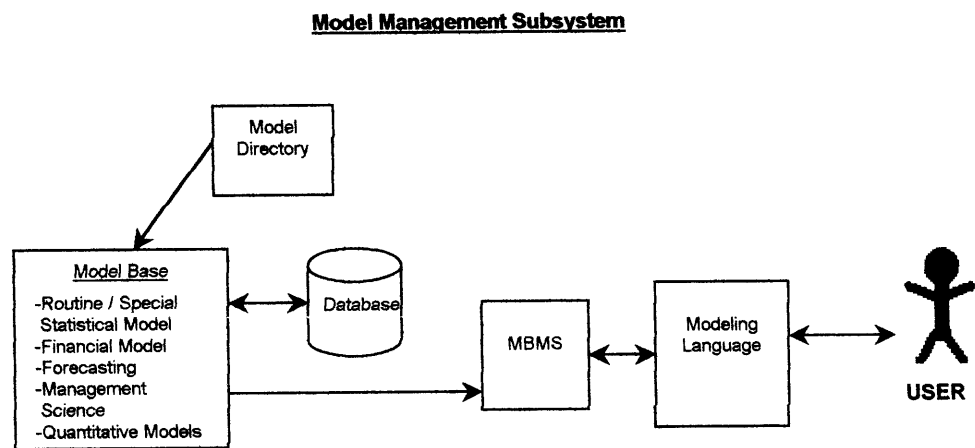 Model Management Subsystem
Model
Directory
Model Base
-Routine / Special
Statistical Model
-Financial Model
-Forecasting
-Management
Science
-Quantitative Models
Database
MBMS
Modeling
Language
USER